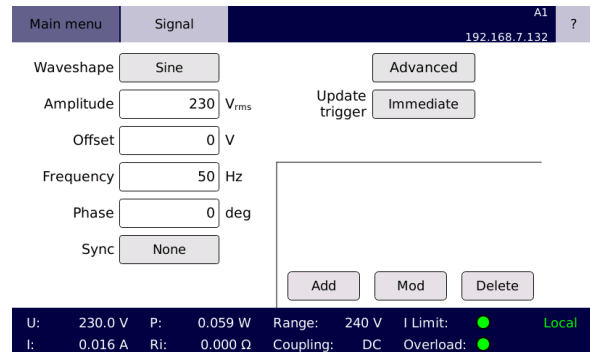 Main menu Signal A1 ?
192.168.7.132
Waveshape Sine Advanced
Amplitude 230 Vrms Update trigger Immediate
Offset 0 V
Frequency 50 Hz
Phase 0 deg
Sync None
Add Mod Delete
U: 230.0 V P: 0.059 W Range: 240 V I Limit: Local
I: 0.016 A Ri: 0.000 Ω Coupling: DC Overload: